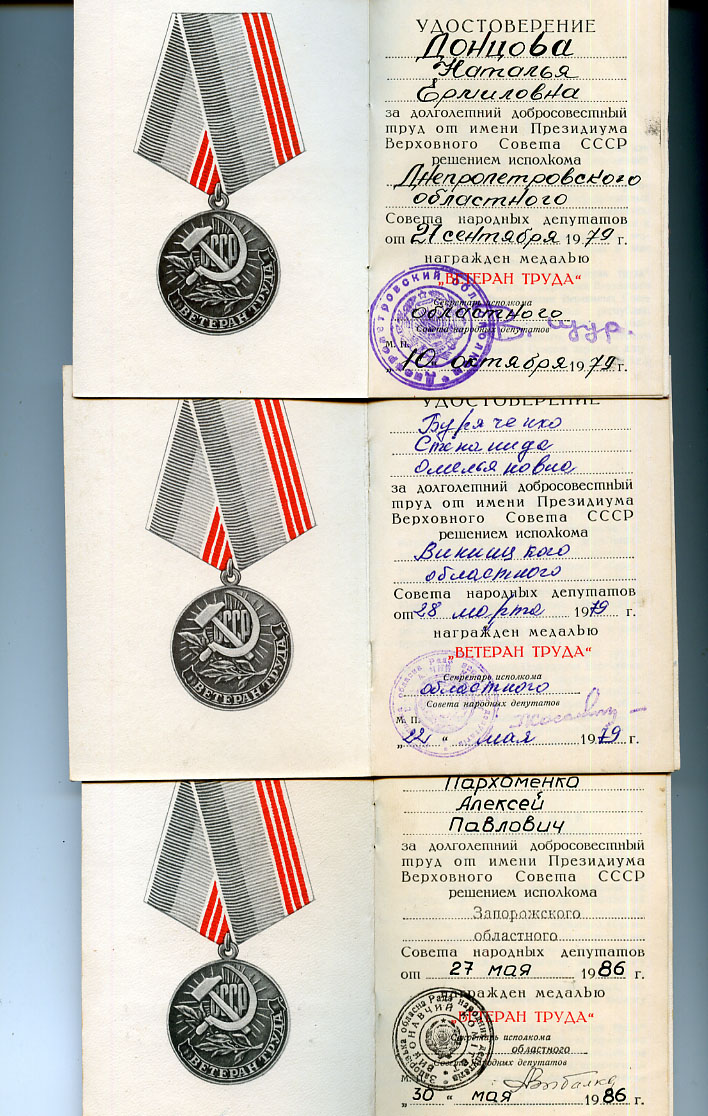 СССР
ВЕТЕРАН ТРУДА
УДОСТОВЕРЕНИЕ
Донцова
Наталья
Ермиловна
за долголетний добросовестный
труд от имени Президиума
Верховного Совета СССР
решением исполкома
Днепропетровского
областного
Совета народных депутатов
от 21 сентября 1979 г.
награжден медалью
„ВЕТЕРАН ТРУДА“
Секретарь исполкома
областного
Совета народных депутатов
М. П.
„10 октября 1979 г.
СССР
ВЕТЕРАН ТРУДА
УДОСТОВЕРЕНИЕ
Буряченко
Степанида
Омельяновна
за долголетний добросовестный
труд от имени Президиума
Верховного Совета СССР
решением исполкома
Винницкого
областного
Совета народных депутатов
от 28 марта 1979 г.
награжден медалью
„ВЕТЕРАН ТРУДА“
Секретарь исполкома
областного
Совета народных депутатов
М. П.
„22“ мая 1979 г.
СССР
ВЕТЕРАН ТРУДА
Пархоменко
Алексей
Павлович
за долголетний добросовестный
труд от имени Президиума
Верховного Совета СССР
решением исполкома
Запорожского
областного
Совета народных депутатов
от 27 мая 1986 г.
награжден медалью
„ВЕТЕРАН ТРУДА“
Секретарь исполкома
областного
Совета народных депутатов
М. П.
„30“ мая 1986 г.